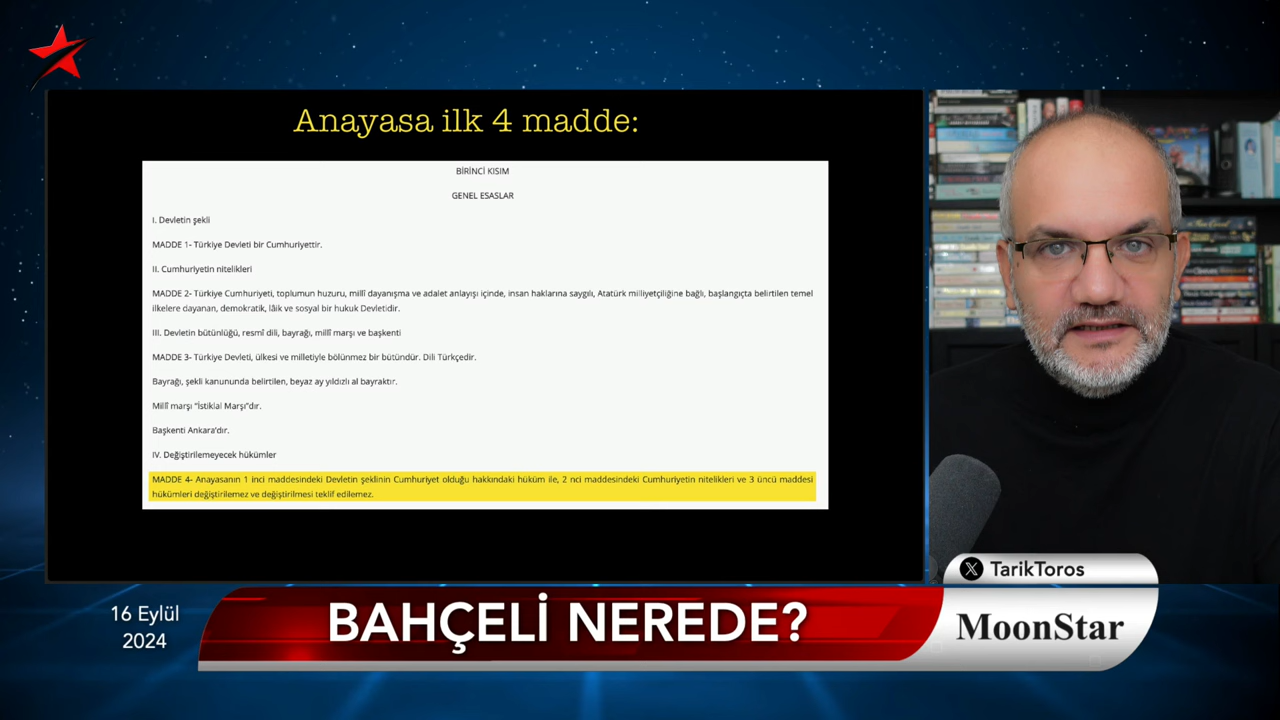 Anayasa ilk 4 madde:
BİRİNCİ KISIM
GENEL ESASLAR
I. Devletin şekli
MADDE 1- Türkiye Devleti bir Cumhuriyettir.
II. Cumhuriyetin nitelikleri
MADDE 2- Türkiye Cumhuriyeti, toplumun huzuru, millî dayanışma ve adalet anlayışı içinde, insan haklarına saygılı, Atatürk milliyetçiliğine bağlı, başlangıçta belirtilen temel
ilkelere dayanan, demokratik, lâik ve sosyal bir hukuk Devletidir.
III. Devletin bütünlüğü, resmî dili, bayrağı, millî marşı ve başkenti
MADDE 3- Türkiye Devleti, ülkesi ve milletiyle bölünmez bir bütündür. Dili Türkçedir.
Bayrağı, şekli kanununda belirtilen, beyaz ay yıldızlı al bayraktır.
Millî marşı "İstiklal Marşı"dır.
Başkenti Ankara'dır.
IV. Değiştirilemeyecek hükümler
MADDE 4- Anayasanın 1 inci maddesindeki Devletin şeklinin Cumhuriyet olduğu hakkındaki hüküm ile, 2 nci maddesindeki Cumhuriyetin nitelikleri ve 3 üncü maddesi
hükümleri değiştirilemez ve değiştirilmesi teklif edilemez.
TarikToros
16 Eylül
2024
BAHÇELİ NEREDE?
MoonStar